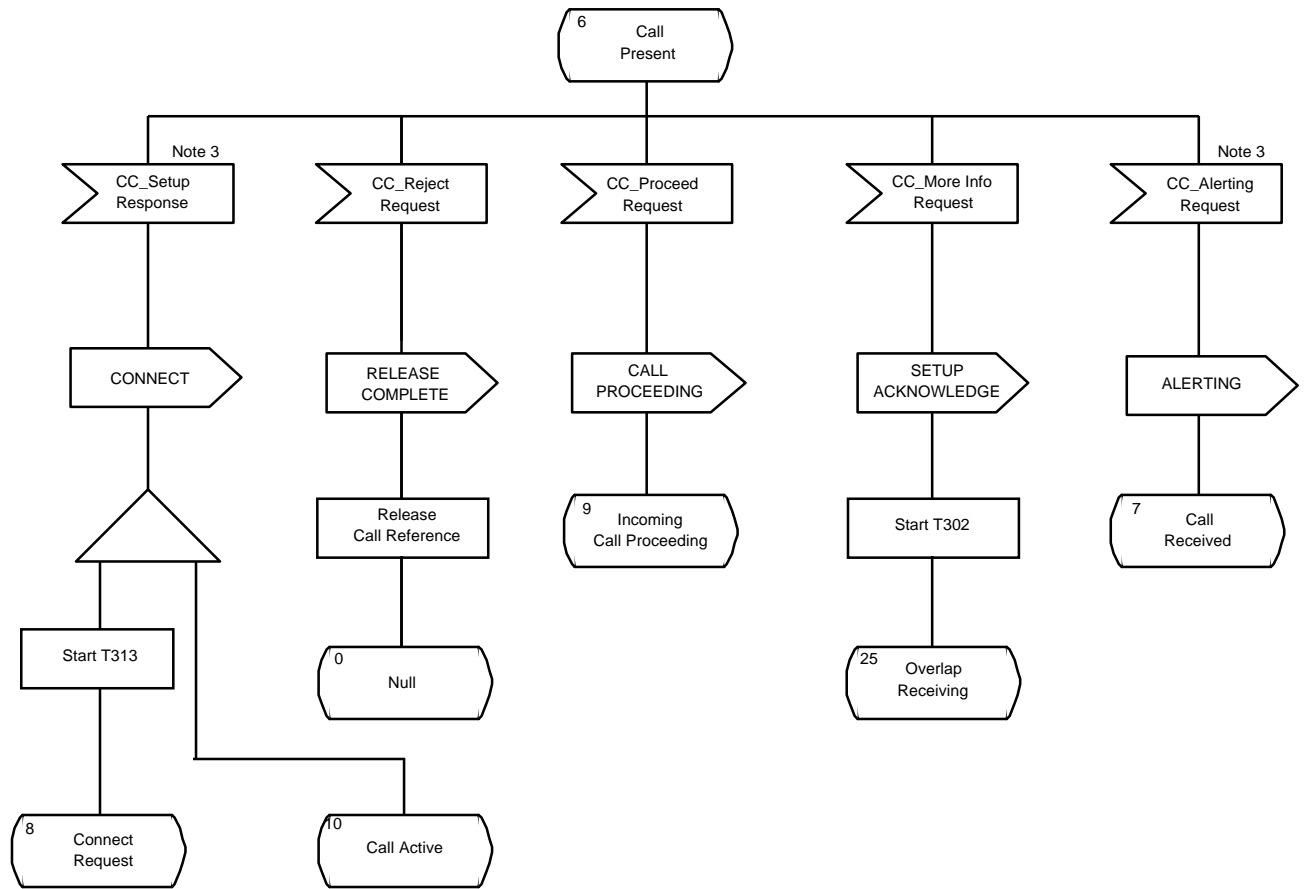 6
Call
Present
Note 3
Note 3
CC_Setup
Response
CC_Reject
Request
CC_Proceed
Request
CC_More Info
Request
CC_Alerting
Request
CONNECT
RELEASE
COMPLETE
CALL
PROCEEDING
SETUP
ACKNOWLEDGE
ALERTING
Release
Call Reference
9
Incoming
Call Proceeding
Start T302
7
Call
Received
Start T313
0
Null
25
Overlap
Receiving
8
Connect
Request
10
Call Active